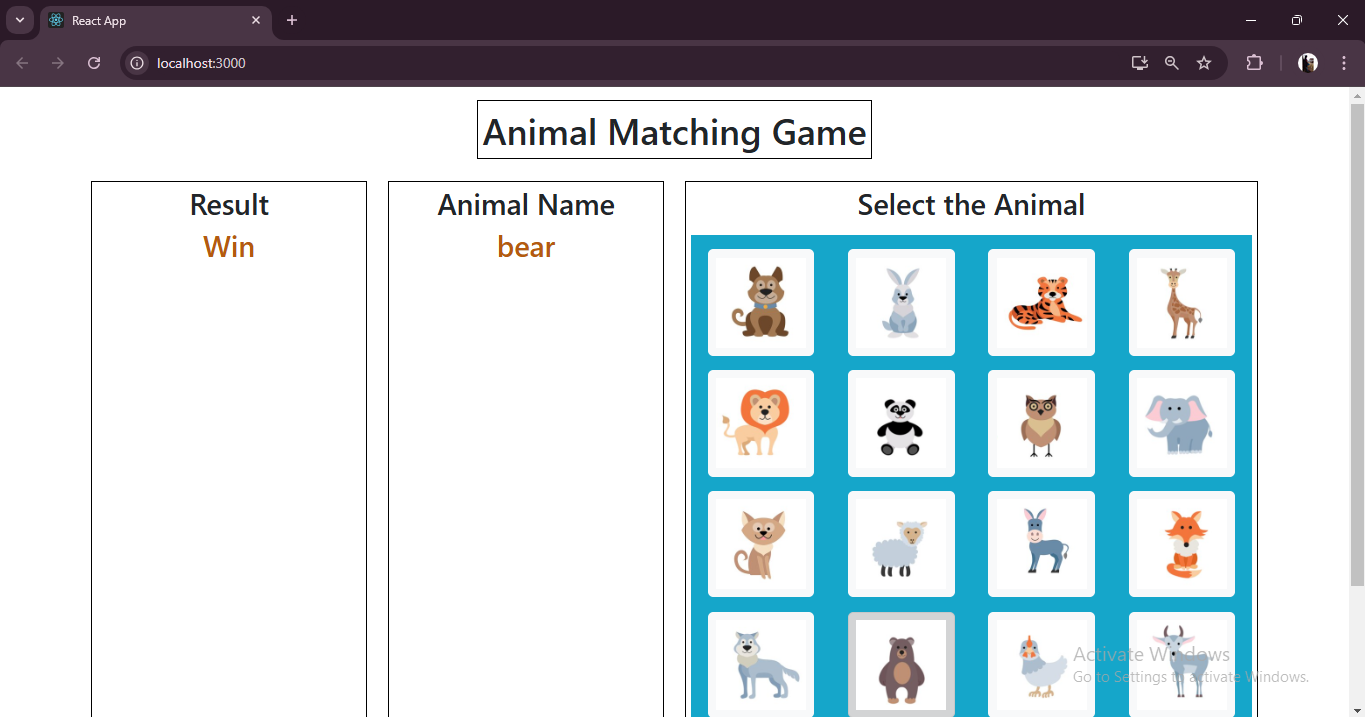 React App
localhost:3000
Animal Matching Game
Result
Win
Animal Name
bear
Select the Animal
Activate Windows
Go to Settings to activate Windows.